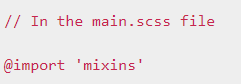 // In the main.scss file
@import 'mixins'